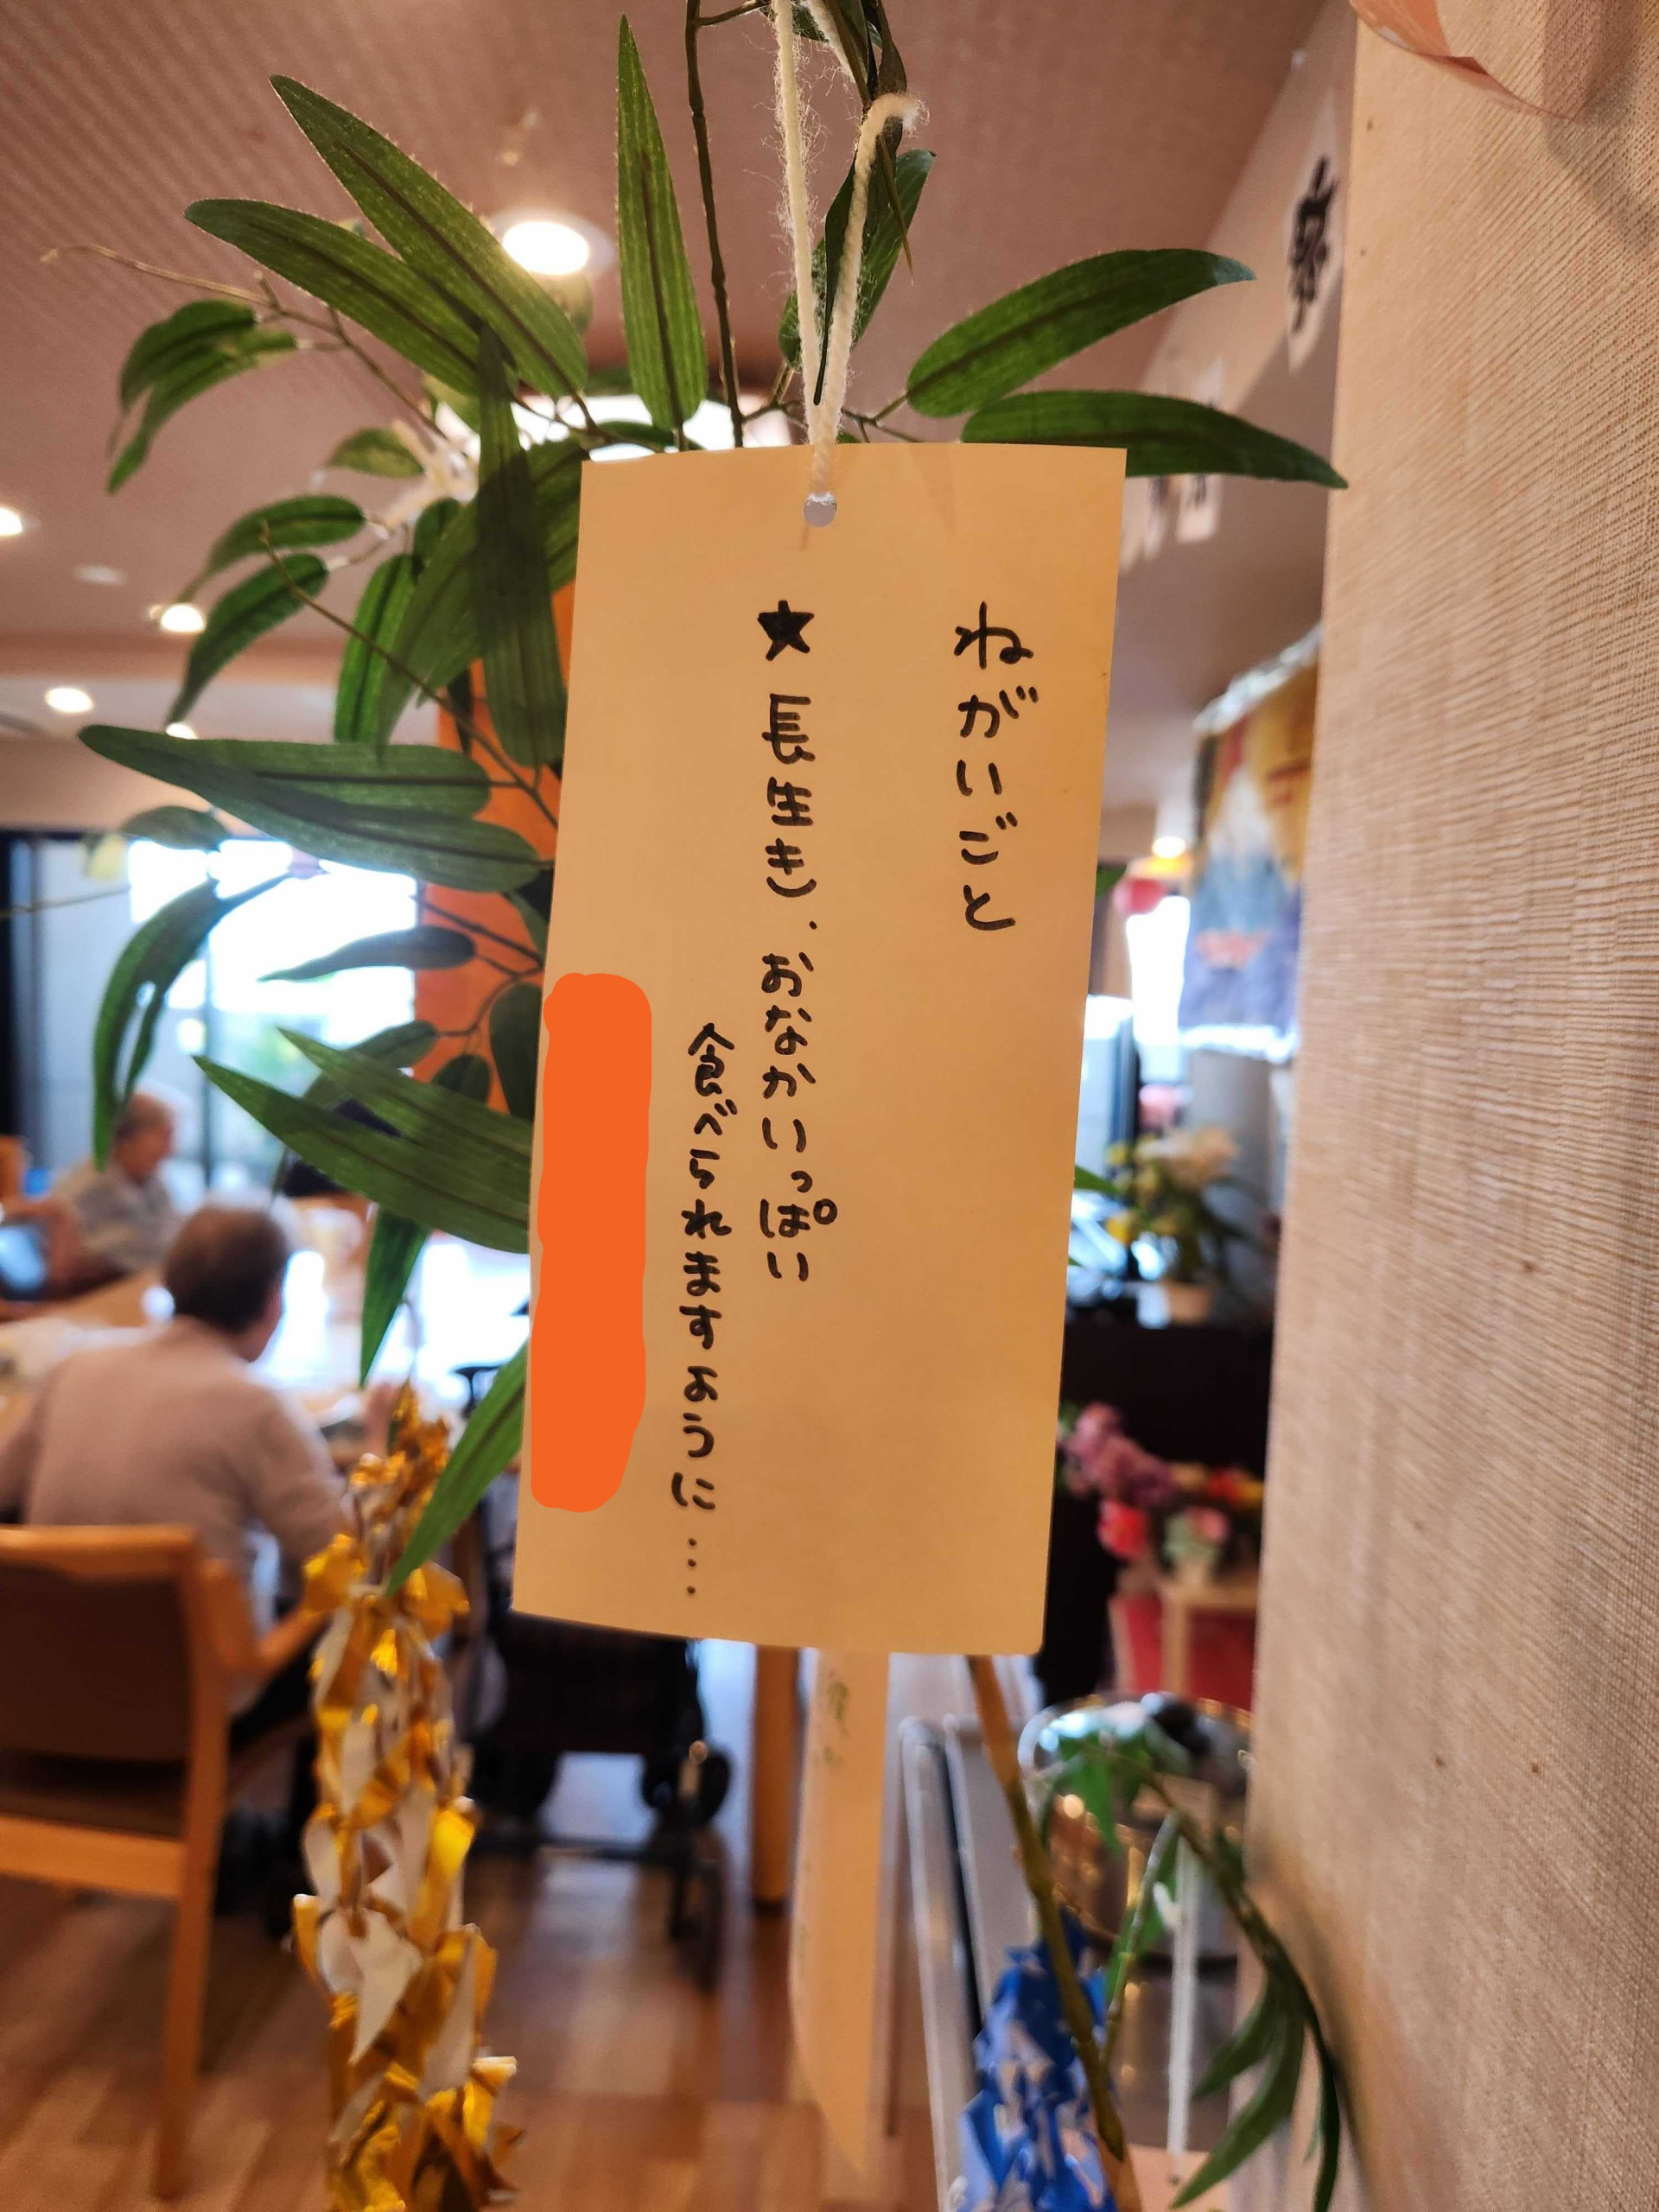 ねがいごと
★長生き、おなかいっぱい
食べられますように…
祭